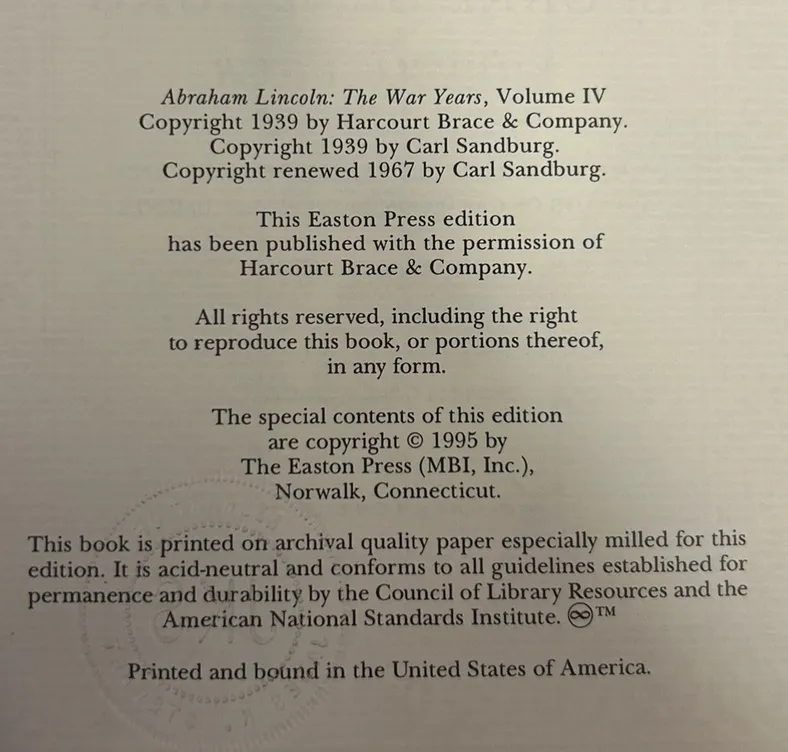 Abraham Lincoln: The War Years, Volume IV
Copyright 1939 by Harcourt Brace & Company.
Copyright 1939 by Carl Sandburg.
Copyright renewed 1967 by Carl Sandburg.
This Easton Press edition
has been published with the permission of
Harcourt Brace & Company.
All rights reserved, including the right
to reproduce this book, or portions thereof,
in any form.
The special contents of this edition
are copyright © 1995 by
The Easton Press (MBI, Inc.),
Norwalk, Connecticut.
This book is printed on archival quality paper especially milled for this
edition. It is acid-neutral and conforms to all guidelines established for
permanence and durability by the Council of Library Resources and the
American National Standards Institute. ♾™
Printed and bound in the United States of America.